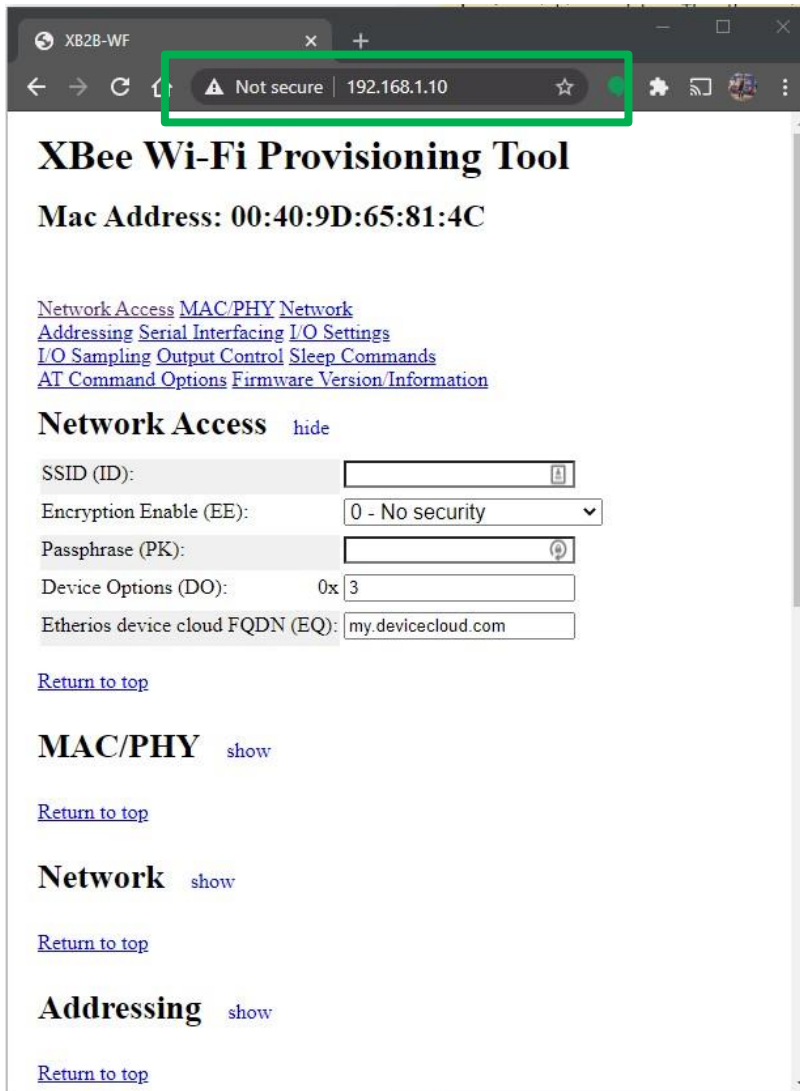 XB2B-WF
Not secure 192.168.1.10
XBee Wi-Fi Provisioning Tool
Mac Address: 00:40:9D:65:81:4C
Network Access MAC/PHY Network
Addressing Serial Interfacing I/O Settings
I/O Sampling Output Control Sleep Commands
AT Command Options Firmware Version/Information
Network Access hide
SSID (ID):
Encryption Enable (EE): 0 - No security
Passphrase (PK):
Device Options (DO): 0x 3
Etherios device cloud FQDN (EQ): my.devicecloud.com
Return to top
MAC/PHY show
Return to top
Network show
Return to top
Addressing show
Return to top